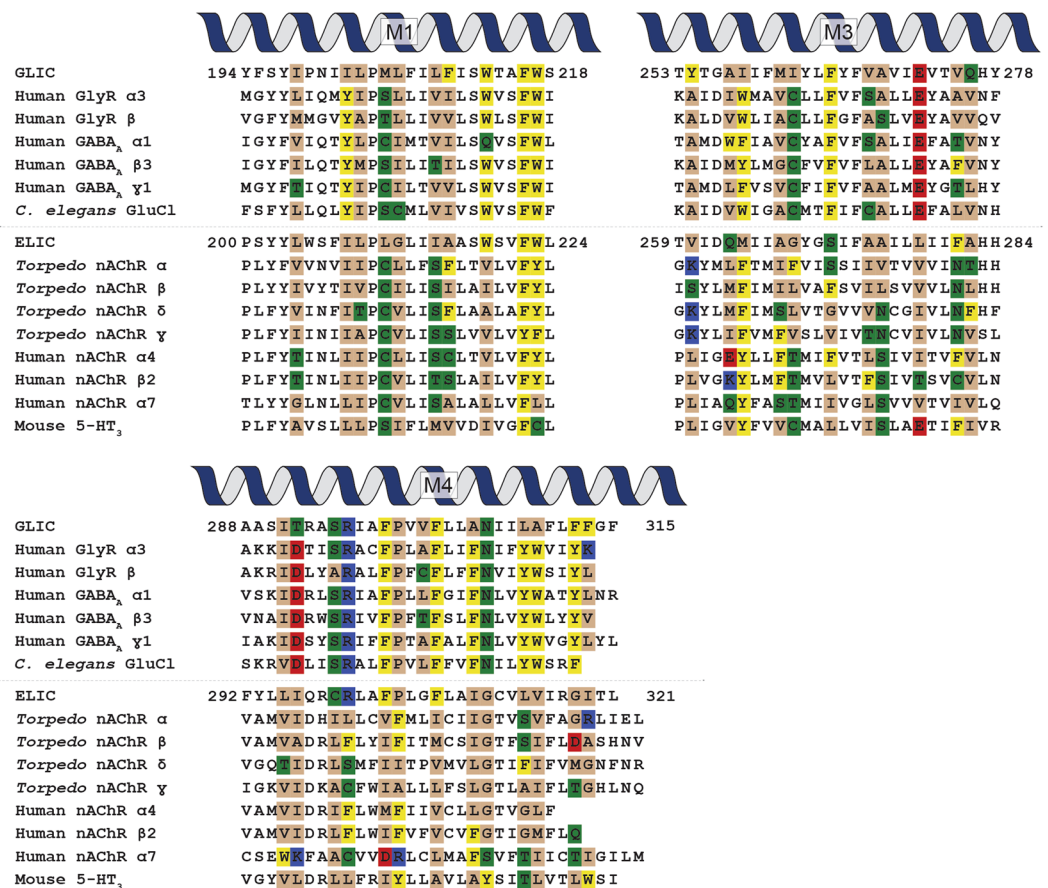 M1
M3
GLIC 194 YFSYIPNIILPMLFILFISWTAFWS 218 253 TYTGAIIFMIYLFYFVAVIEVTVQHY 278
Human GlyR α3 MGYYLIQMYIPSLLIVILSWVSFWI KAIDIWMAVCLLFVFSALLEYAAVNF
Human GlyR β VGFYMMGVYAPTLLIVVLSWLSFWI KALDVWLIACLLFGFASLVEYAVVQV
Human GABAA α1 IGYFVIQTYLPCIMTVILSQVSFWL TAMDWFIAVCYAFVFSALIEFATVNY
Human GABAA β3 IGYFILQTYMPSILITILSWVSFWI KAIDMYLMGCFVFVFLALLEYAFVNY
Human GABAA γ1 MGYFTIQTYIPCILTVVLSWVSFWI TAMDLFVSVCFIFVFAALMEYGTLHY
C. elegans GluCl FSFYLLQLYIPSCMLVIVSWVSFWF KAIDVWIGACMTFIFCALLEFALVNH
ELIC 200 PSYYLWSFILPLGLIIAASWSVFWL 224 259 TVIDQMIIAGYGSIFAAILLIIFAHH 284
Torpedo nAChR α PLYFVVNVIIPCLLFSFLTVLVFYL GKYMLFTMIFVISSIIVTVVVINTHH
Torpedo nAChR β PLYYIVYTIVPCILISILAILVFYL ISYLMFIMILVAFSVILSVVVLNLHH
Torpedo nAChR δ PLFYVINFITPCVLISFLAALAFYL GKYLMFIMSLVTGVVVNCGIVLNFHF
Torpedo nAChR γ PLFYIINIIAPCVLISSLVVLVYFL GKYLIFVMFVSLVIVTNCVIVLNVSL
Human nAChR α4 PLFYTINLIIPCLLISCLTVLVFYL PLIGEYLLFTMIFVTLSIVITVFVLN
Human nAChR β2 PLFYTINLIIPCVLITSLAILVFYL PLVGKYLMFTMVLVTFSIVTSVCVLN
Human nAChR α7 TLYYGLNLLIPCVLISALALLVFLL PLIAQYFASTMIIVGLSVVVTVIVLQ
Mouse 5-HT3 PLFYAVSLLLPSIFLMVVDIVGFCL PLIGVYFVVCMALLVISLAETIFIVR
M4
GLIC 288 AASITRASRIAFPVVFLLANIILAFLFFGF 315
Human GlyR α3 AKKIDTISRACFPLAFLIFNIFYWVIYK
Human GlyR β AKRIDLYARALFPFCFLFFNVIYWSIYL
Human GABAA α1 VSKIDRLSRIAFPLLFGIFNLVYWATYLNR
Human GABAA β3 VNAIDRWSRIVFPFTFSLFNLVYWLYYV
Human GABAA γ1 IAKIDSYSRIFFPTAFALFNLVYWVGYLYL
C. elegans GluCl SKRVDLISRALFPVLFFVFNILYWSRF
ELIC 292 FYLLIQRCRLAFPLGFLAIGCVLVIRGITL 321
Torpedo nAChR α VAMVIDHILLCVFMLICIIGTVSVFAGRLIEL
Torpedo nAChR β VAMVADRLFLYIFITMCSIGTFSIFLDASHNV
Torpedo nAChR δ VGQTIDRLSMFIITPVMVLGTIFIFVMGNFNR
Torpedo nAChR γ IGKVIDKACFWIALLLFSLGTLAIFLTGHLNQ
Human nAChR α4 VAMVIDRIFLWMFIIVCLLGTVGLF
Human nAChR β2 VAMVIDRLFLWIFVFVCVFGTIGMFLQ
Human nAChR α7 CSEWKFAACVVDRLCLMAFSVFTIICTIGILM
Mouse 5-HT3 VGYVLDRLLFRIYLLAVLAYSITLVTLWSI